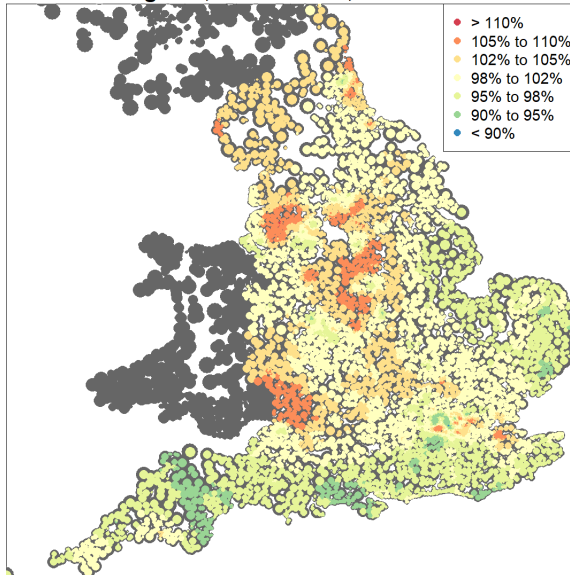 > 110%
105% to 110%
102% to 105%
98% to 102%
95% to 98%
90% to 95%
< 90%